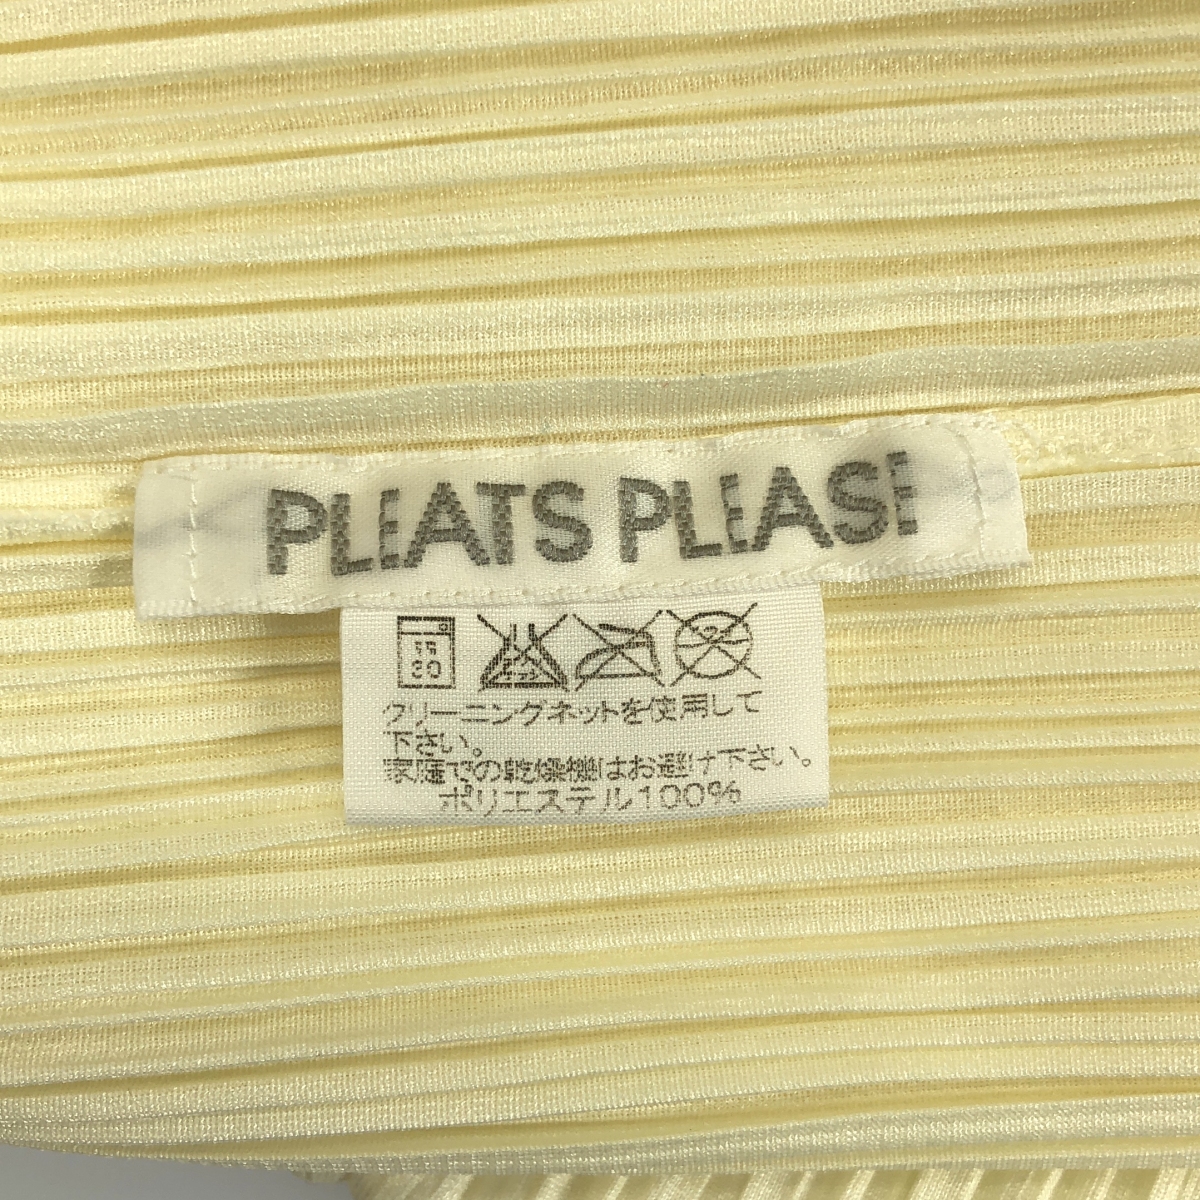 PLEATS PLEASE
弱
30
クリーニングネットを使用して
下さい。
家庭での乾燥機はお避け下さい。
ポリエステル100%